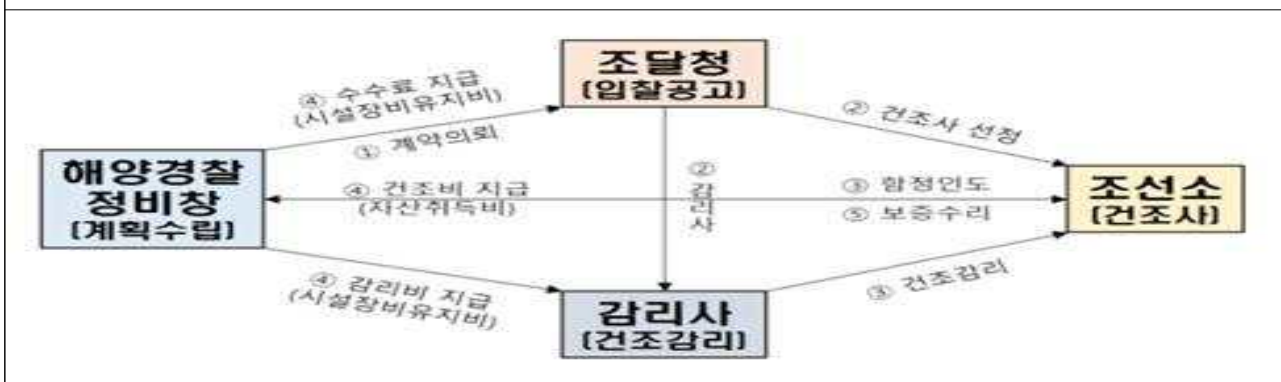 조달청
(입찰공고)
④ 수수료 지급
(시설장비유지비)
① 계약의뢰
② 건조사 선정
해양경찰
정비창
(계획수립)
④ 건조비 지급
(자산취득비)
② 감리사
③ 함정인도
⑤ 보증수리
조선소
(건조사)
④ 감리비 지급
(시설장비유지비)
③ 건조감리
감리사
(건조감리)